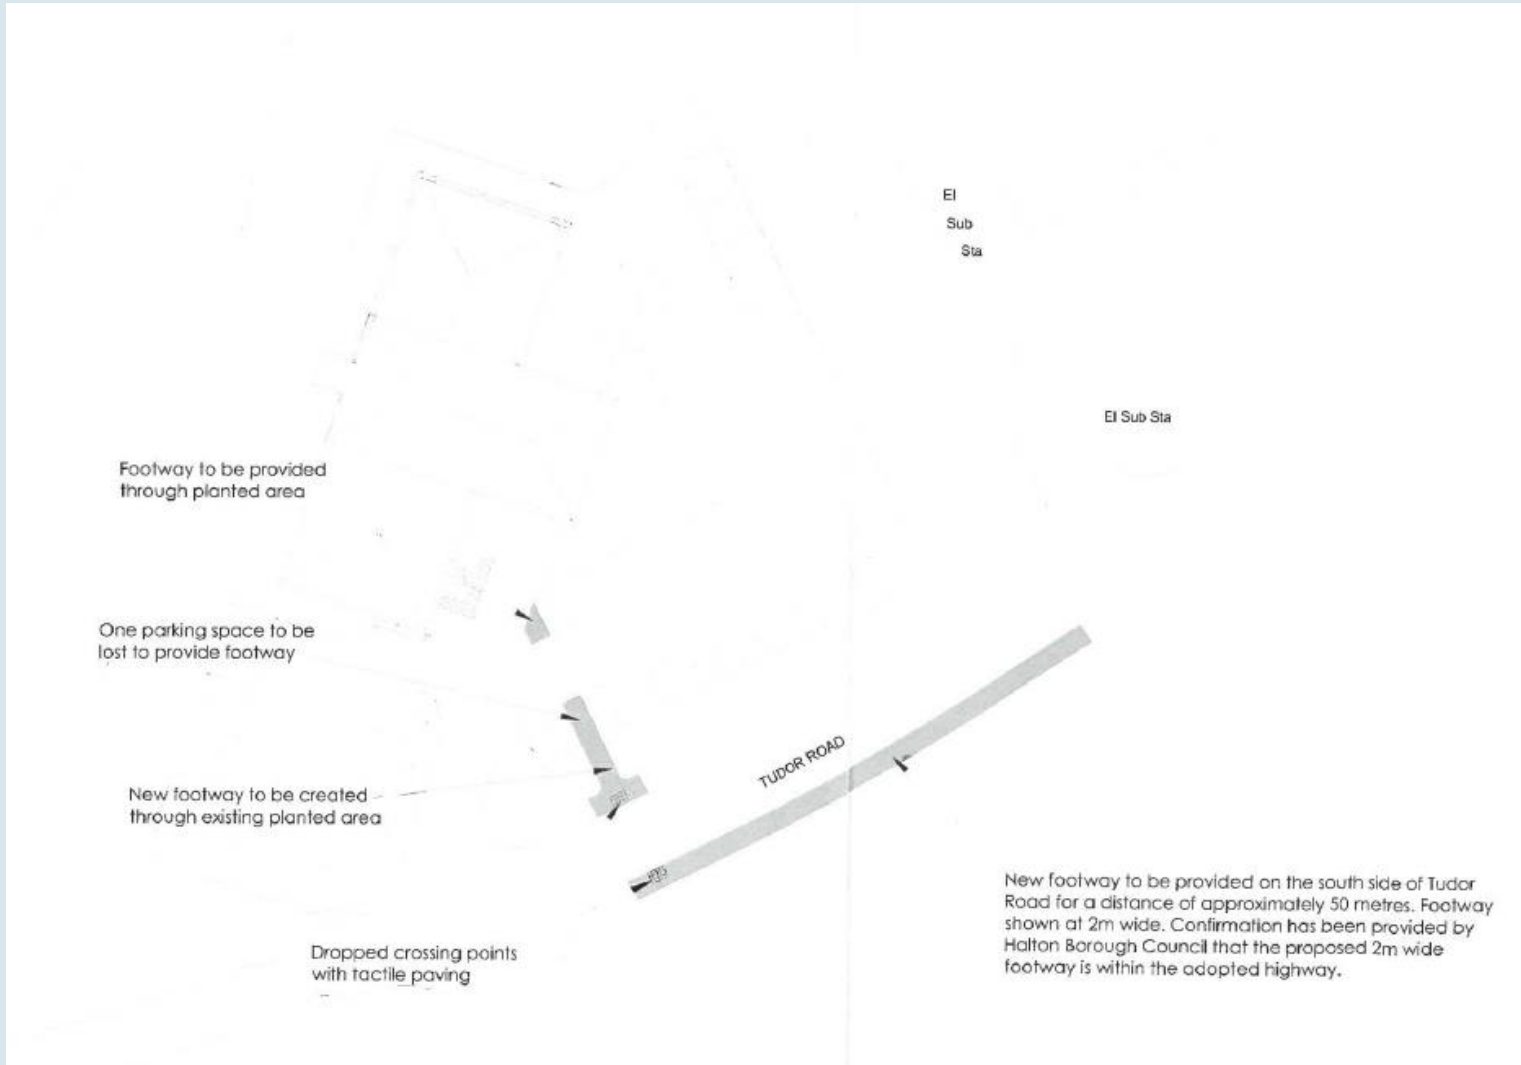 El
Sub
Sta
El Sub Sta
Footway to be provided
through planted area
One parking space to be
lost to provide footway
TUDOR ROAD
New footway to be created
through existing planted area
New footway to be provided on the south side of Tudor
Road for a distance of approximately 50 metres. Footway
shown at 2m wide. Confirmation has been provided by
Halton Borough Council that the proposed 2m wide
footway is within the adopted highway.
Dropped crossing points
with tactile paving